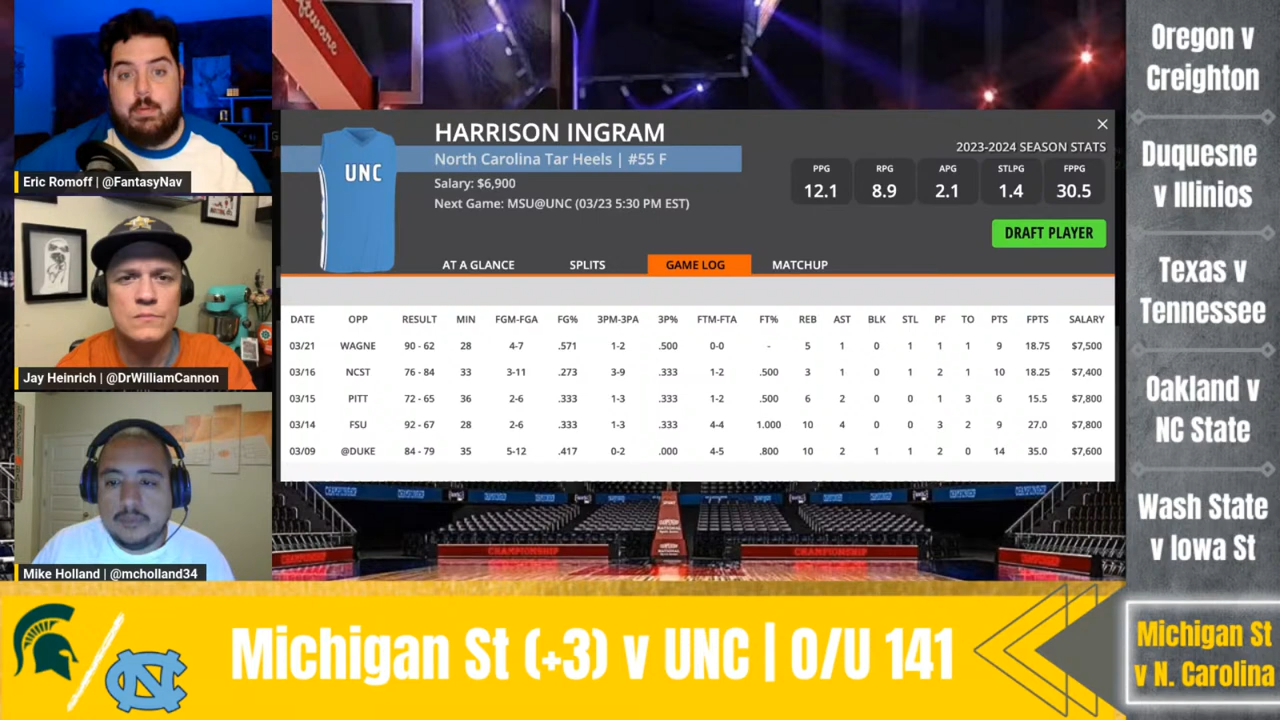 Eric Romoff | @FantasyNav
Jay Heinrich | @DrWilliamCannon
Mike Holland | @mcholland34
UNC
HARRISON INGRAM
North Carolina Tar Heels | #55 F
Salary: $6,900
Next Game: MSU@UNC (03/23 5:30 PM EST)
2023-2024 SEASON STATS
PPG RPG APG STLPG FPPG
12.1 8.9 2.1 1.4 30.5
DRAFT PLAYER
AT A GLANCE SPLITS GAME LOG MATCHUP
DATE OPP RESULT MIN FGM-FGA FG% 3PM-3PA 3P% FTM-FTA FT% REB AST BLK STL PF TO PTS FPTS SALARY
03/21 WAGNE 90 - 62 28 4-7 .571 1-2 .500 0-0 - 5 1 0 1 1 1 9 18.75 $7,500
03/16 NCST 76 - 84 33 3-11 .273 3-9 .333 1-2 .500 3 1 0 1 2 1 10 18.25 $7,400
03/15 PITT 72 - 65 36 2-6 .333 1-3 .333 1-2 .500 6 2 0 0 1 3 6 15.5 $7,800
03/14 FSU 92 - 67 28 2-6 .333 1-3 .333 4-4 1.000 10 4 0 0 3 2 9 27.0 $7,800
03/09 @DUKE 84 - 79 35 5-12 .417 0-2 .000 4-5 .800 10 2 1 1 2 0 14 35.0 $7,600
CHAMPIONSHIP
CHAMPIONSHIP
Michigan St (+3) v UNC | O/U 141
Oregon v
Creighton
Duquesne
v Illinios
Texas v
Tennessee
Oakland v
NC State
Wash State
v Iowa St
Michigan St
v N. Carolina